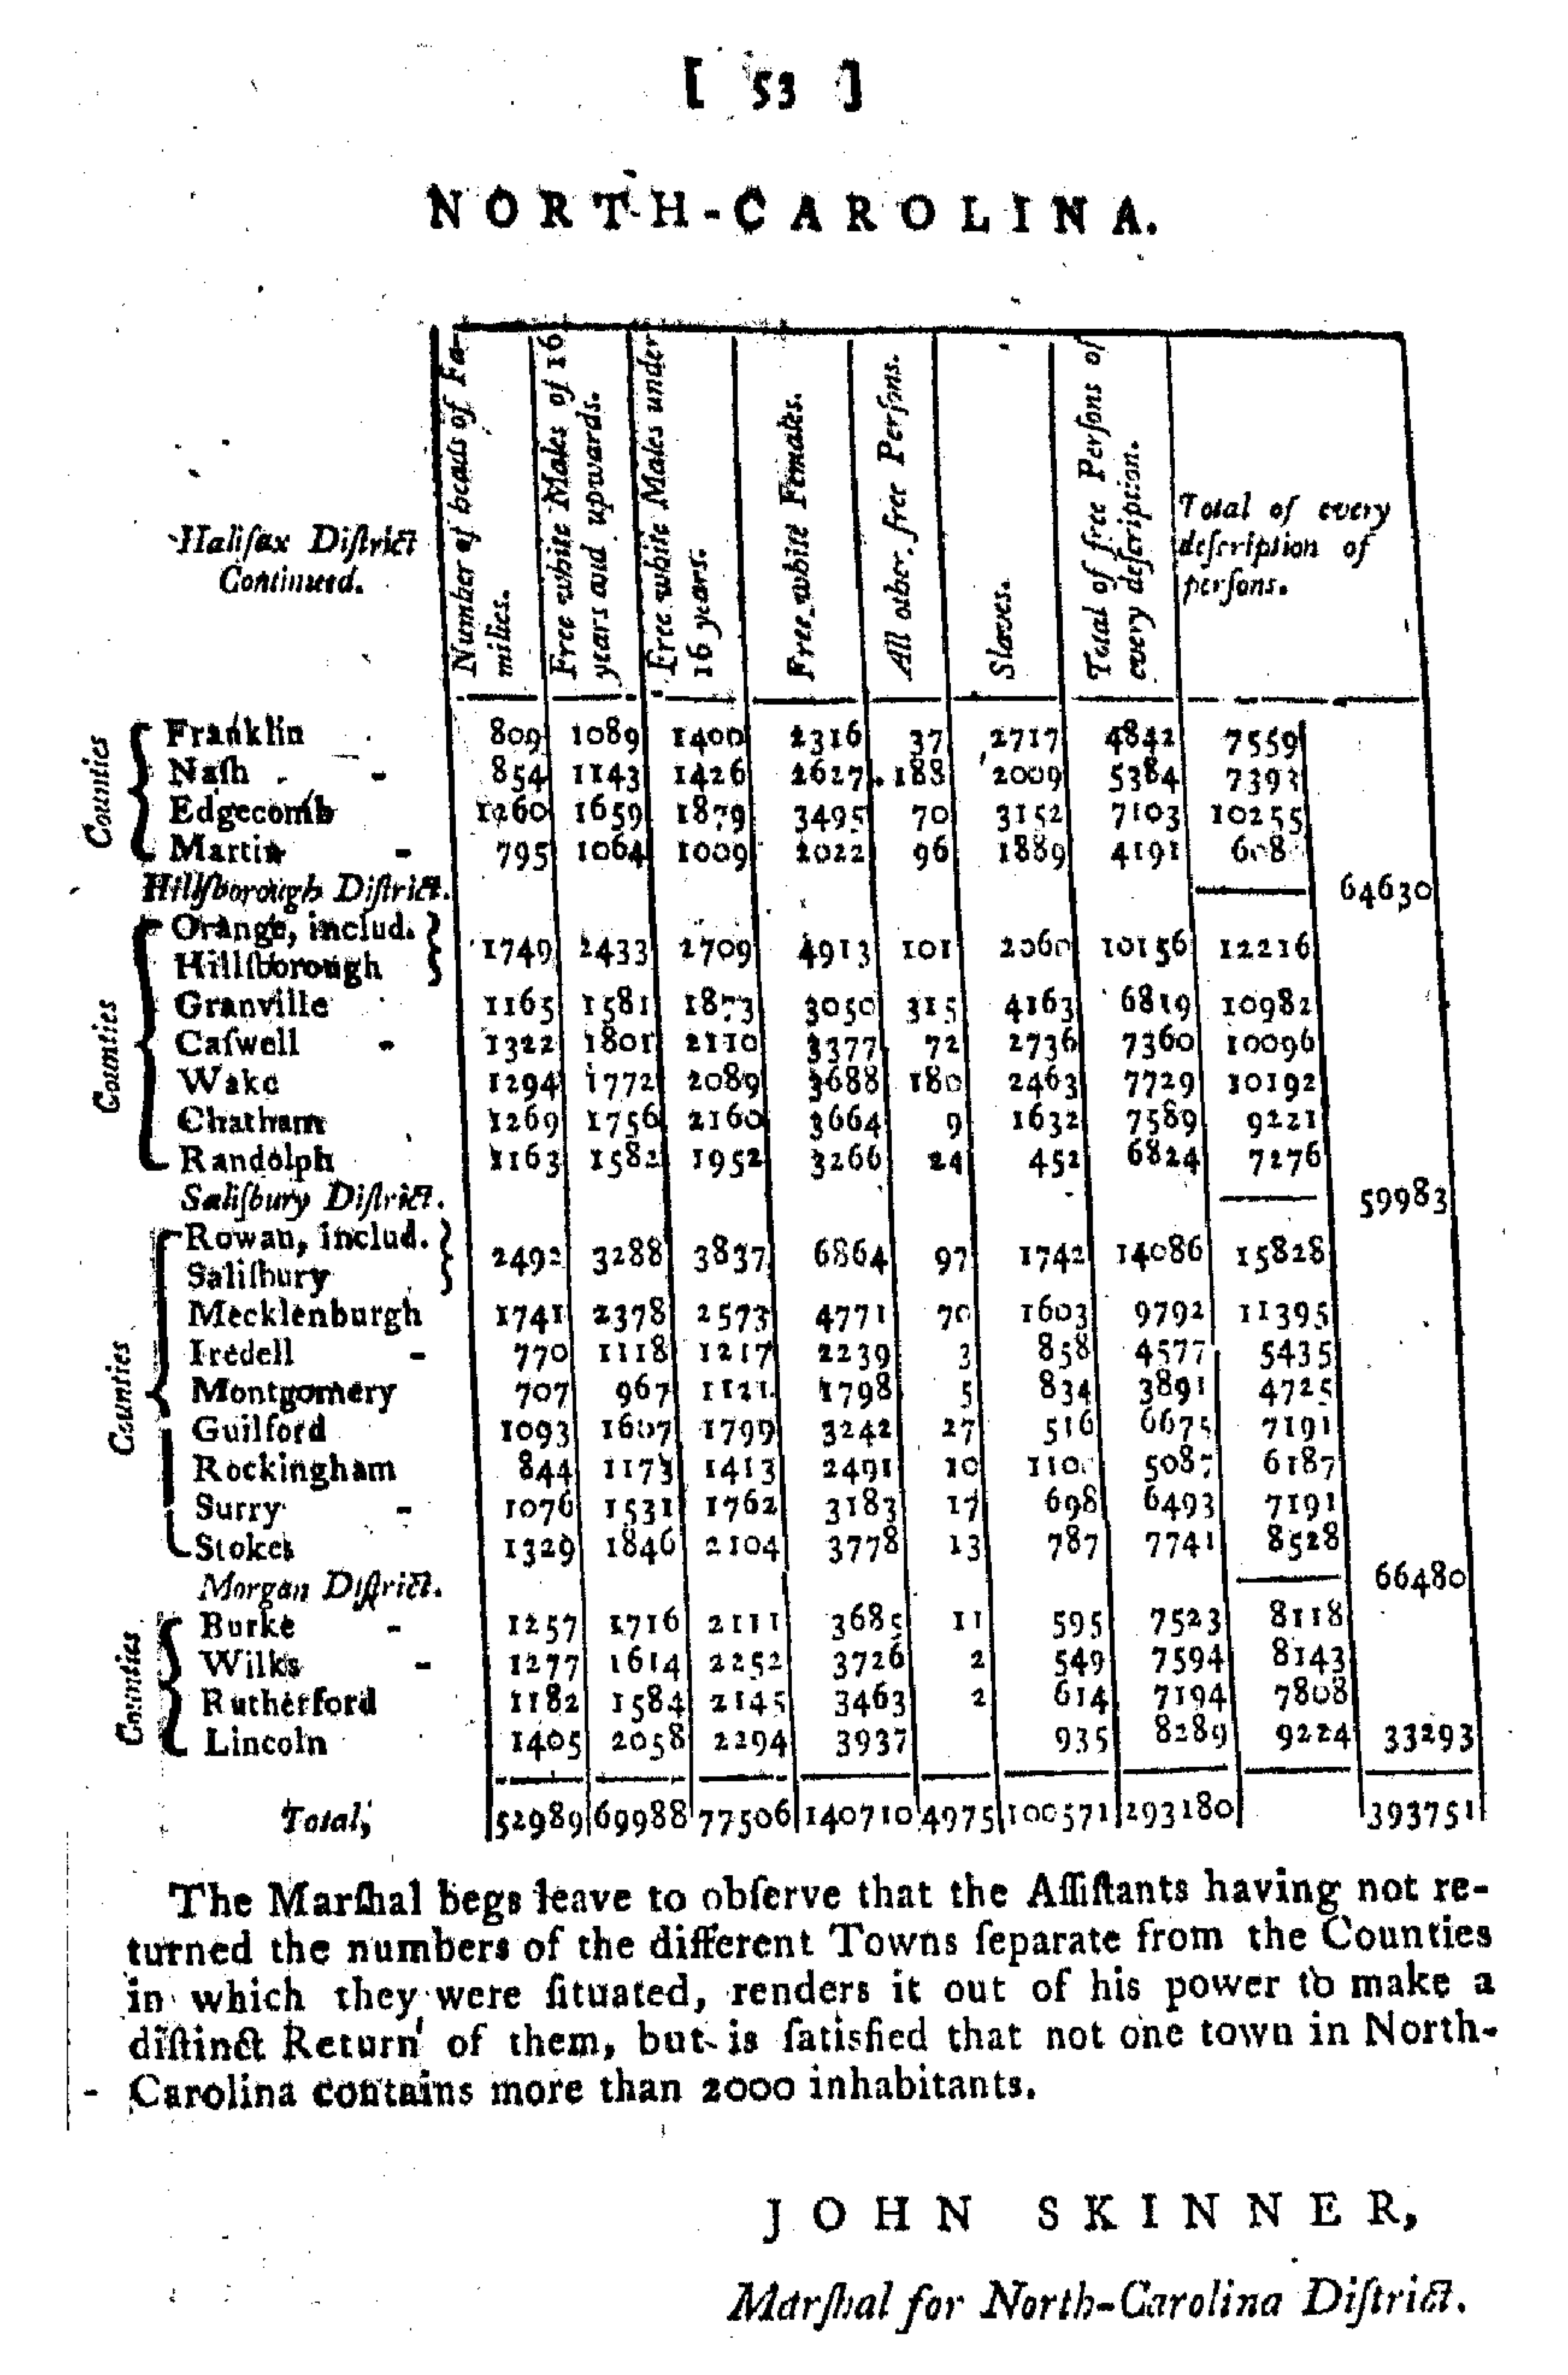 [ 53 ]
NORTH-CAROLINA.
Halifax Diſtrict
Continued.
Number of heads of Fa-
milies.
Free white Males of 16
years and upwards.
Free white Males under
16 years.
Free white Females.
All other free Perſons.
Slaves.
Total of free Perſons of
every deſcription.
Total of every
deſcription of
perſons.
Counties
Franklin 809 1089 1400 2316 37 2717 4842 7559
Naſh - - 854 1143 1426 2627 188 2009 5384 7393
Edgecomb 1260 1659 1879 3495 70 3152 7103 10255
Martin - 795 1064 1009 2022 96 1889 4191
Hillſborough Diſtrict. 64630
Counties
Orange, includ.
Hillſborough 1749 2433 2709 4913 101 2060 10156 12216
Granville 1165 1581 1873 3050 315 4163 6819 10982
Caſwell - 1322 1801 2110 3377 72 2736 7360 10096
Wake 1294 1772 2089 3688 180 2463 7729 10192
Chatham 1269 1756 2160 3664 9 1632 7589 9221
Randolph 1163 1582 1952 3266 24 452 6824 7276
Saliſbury Diſtrict. 59983
Counties
Rowan, includ.
Saliſbury 2492 3288 3837 6864 97 1742 14086 15828
Mecklenburgh 1741 2378 2573 4771 70 1603 9792 11395
Iredell - 770 1118 1217 2239 3 858 4577 5435
Montgomery 707 967 1121 1798 5 834 3891 4725
Guilford 1093 1607 1799 3242 27 516 6675 7191
Rockingham 844 1173 1413 2491 10 5087 6187
Surry - 1076 1531 1762 3183 17 698 6493 7191
Stokes 1329 1846 2104 3778 13 787 7741 8528
Morgan Diſtrict. 66480
Counties
Burke - 1257 1716 2111 3685 11 595 7523 8118
Wilks - 1277 1614 2252 3726 2 549 7594 8143
Rutherford 1182 1584 2145 3463 2 614 7194 7808
Lincoln 1405 2058 2294 3937 935 8289 9224 33293
Total, 52989 69988 77506 140710 4975 100571 293180 393751
The Marſhal begs leave to obſerve that the Aſſiſtants having not re-
turned the numbers of the different Towns ſeparate from the Counties
in which they were ſituated, renders it out of his power to make a
diſtinct Return of them, but is ſatisfied that not one town in North-
Carolina contains more than 2000 inhabitants.
JOHN SKINNER,
Marſhal for North-Carolina Diſtrict.